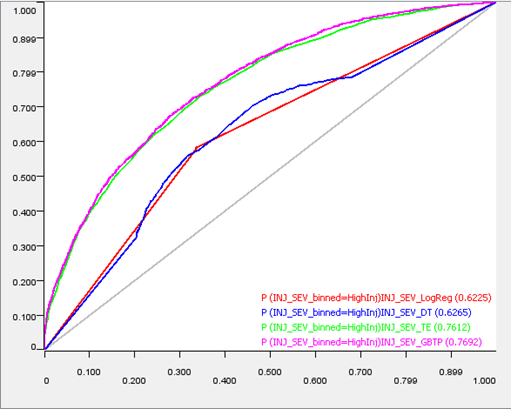 1.000
0.899
0.799
0.700
0.600
0.500
0.400
0.300
0.200
0.100
0
P (INJ_SEV_binned=HighInj)INJ_SEV_LogReg (0.6225)
P (INJ_SEV_binned=HighInj)INJ_SEV_DT (0.6265)
P (INJ_SEV_binned=HighInj)INJ_SEV_TE (0.7612)
P (INJ_SEV_binned=HighInj)INJ_SEV_GBTP (0.7692)
0 0.100 0.200 0.300 0.400 0.500 0.600 0.700 0.799 0.899 1.000